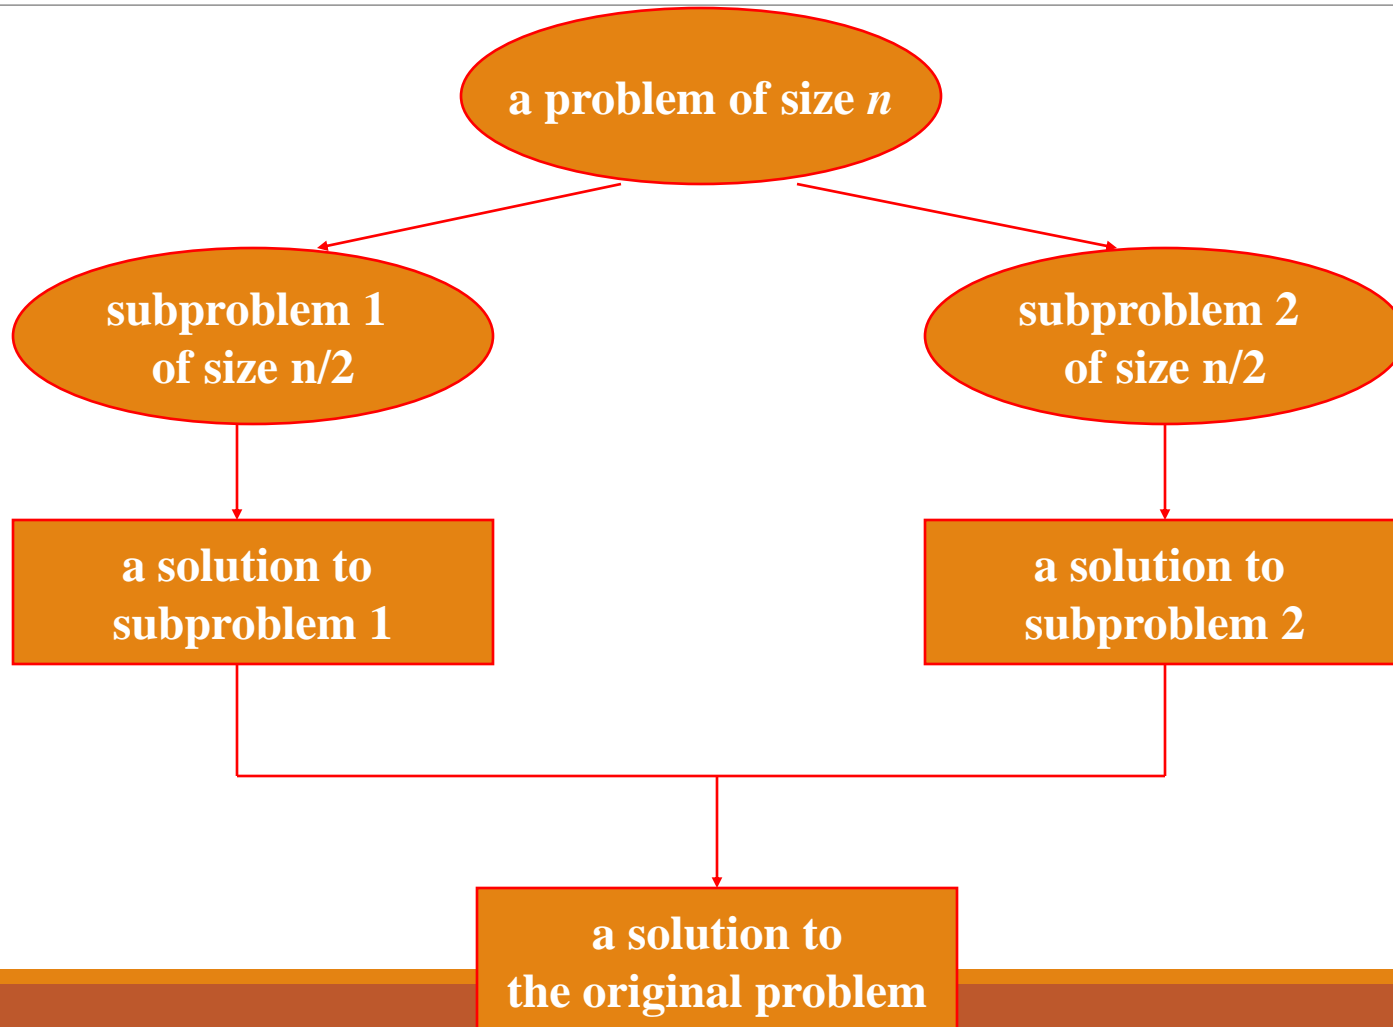 a problem of size n
subproblem 1
of size n/2
subproblem 2
of size n/2
a solution to
subproblem 1
a solution to
subproblem 2
a solution to
the original problem